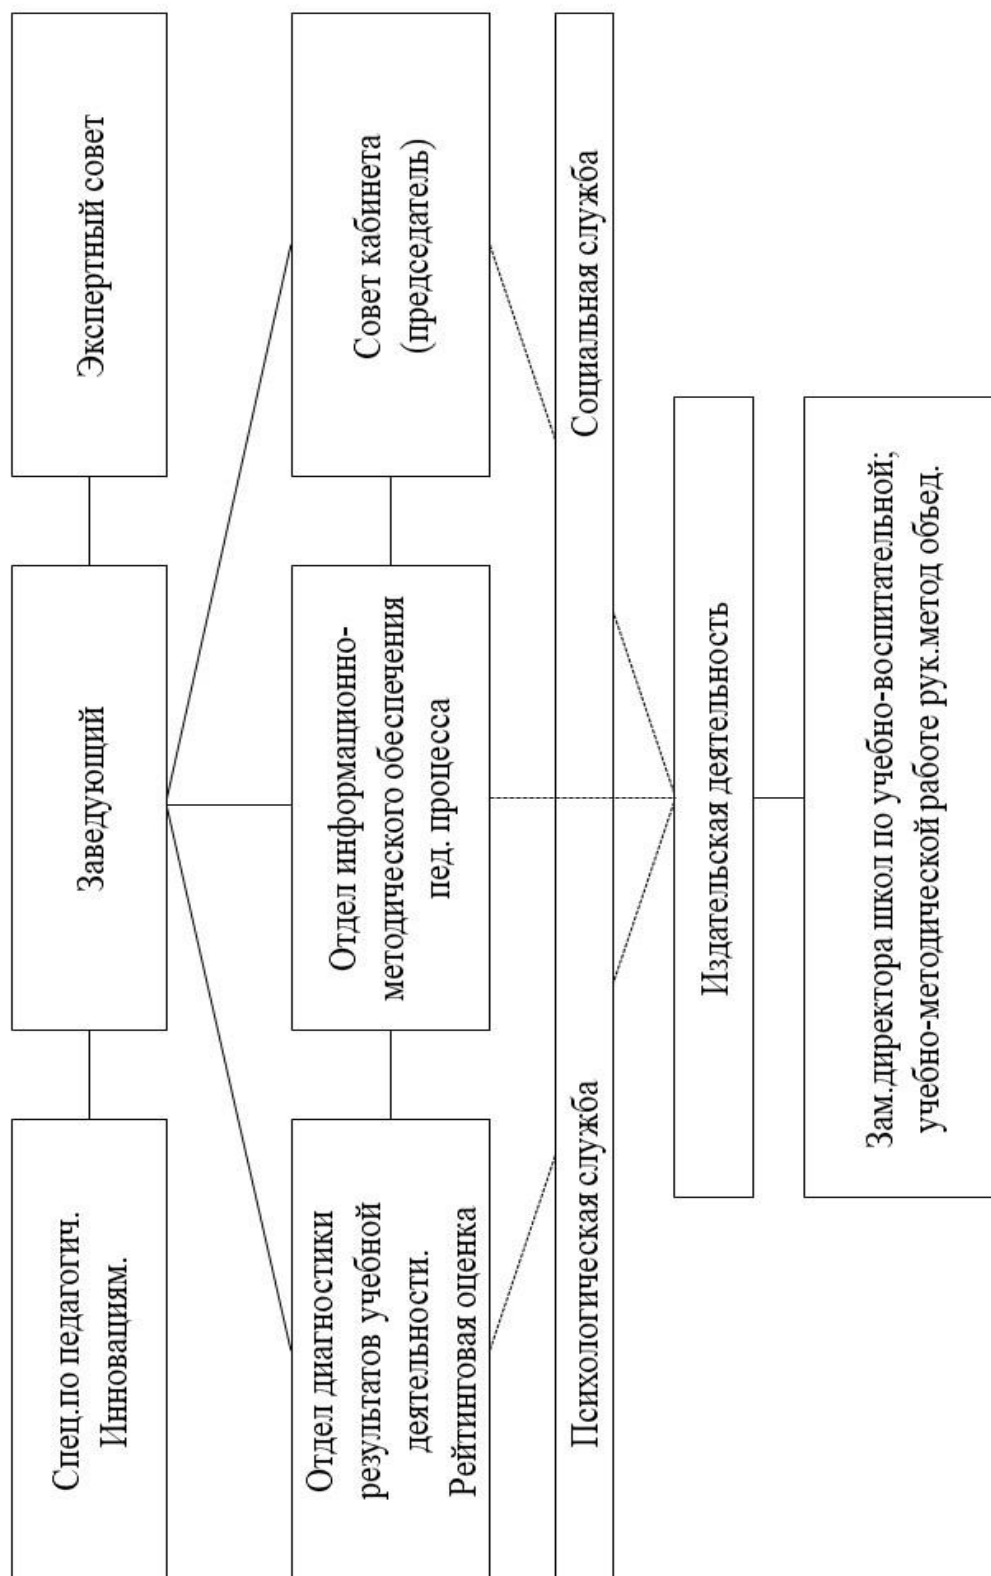 Спец.по педагогич.
Инновациям.
Заведующий
Экспертный совет
Отдел диагностики
результатов учебной
деятельности.
Рейтинговая оценка
Отдел информационно-
методического обеспечения
пед. процесса
Совет кабинета
(председатель)
Психологическая служба
Социальная служба
Издательская деятельность
Зам.директора школ по учебно-воспитательной;
учебно-методической работе рук.метод объед.